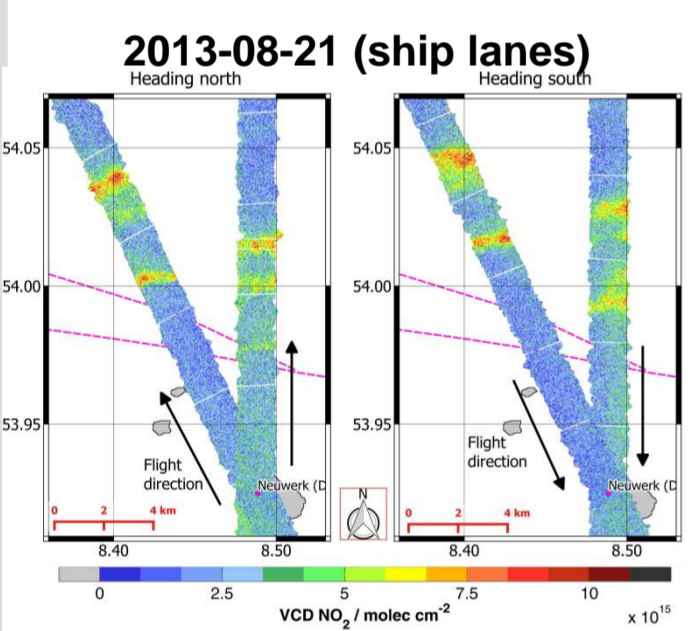 2013-08-21 (ship lanes)
Heading north
Heading south
54.05
54.00
53.95
Flight
direction
Neuwerk (D
0 2 4 km
8.40 8.50
N
54.05
54.00
53.95
Flight
direction
Neuwerk (D
0 2 4 km
8.40 8.50
0 2.5 5 7.5 10
VCD NO2 / molec cm-2
x 1015